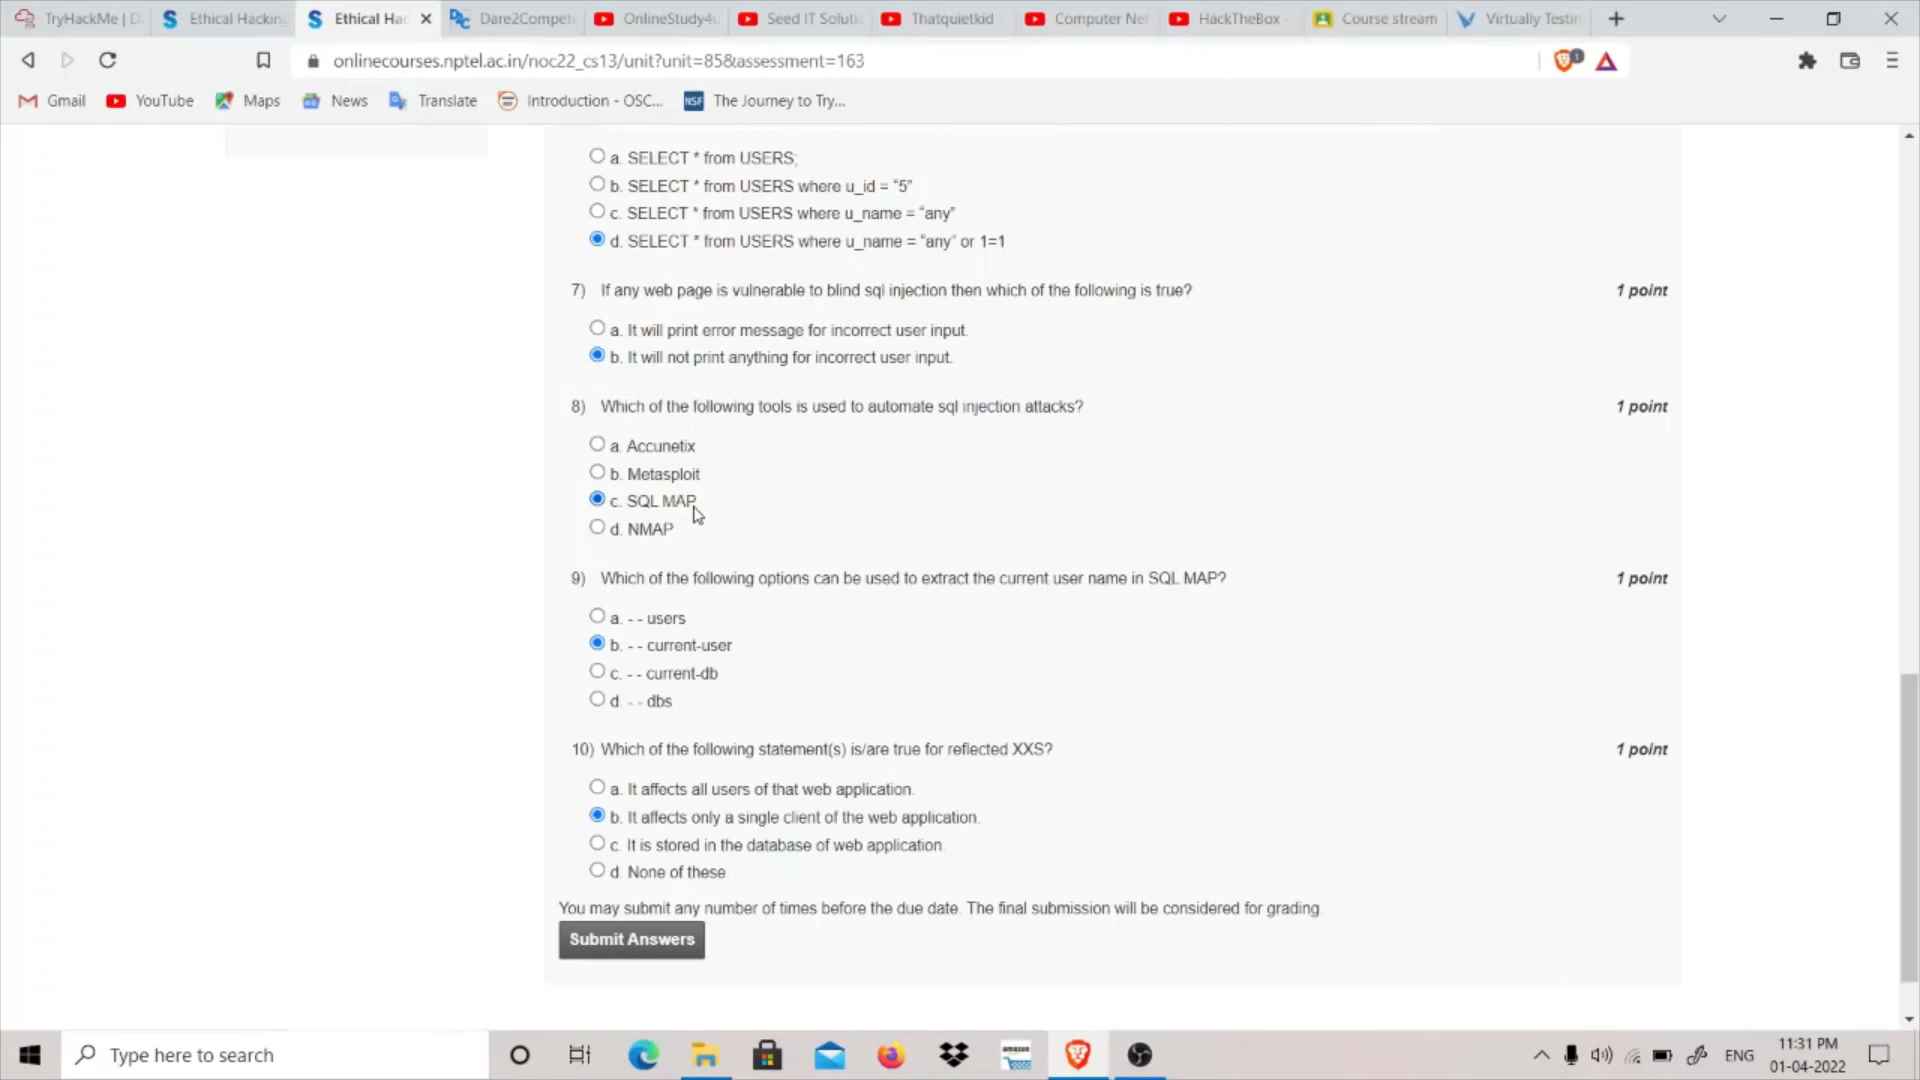 TryHackMe | D
Ethical Hackin
Ethical Hac
Dare2Compet
OnlineStudy4u
Seed IT Soluti
Thatquietkid
Computer Net
HackTheBox
Course stream
Virtually Testin
onlinecourses.nptel.ac.in/noc22_cs13/unit?unit=85&assessment=163
1
Gmail
YouTube
Maps
News
Translate
Introduction - OSC...
NSF
The Journey to Try...
a. SELECT * from USERS;
b. SELECT * from USERS where u_id = “5”
c. SELECT * from USERS where u_name = “any”
d. SELECT * from USERS where u_name = “any” or 1=1
7) If any web page is vulnerable to blind sql injection then which of the following is true? 1 point
a. It will print error message for incorrect user input.
b. It will not print anything for incorrect user input.
8) Which of the following tools is used to automate sql injection attacks? 1 point
a. Accunetix
b. Metasploit
c. SQL MAP
d. NMAP
9) Which of the following options can be used to extract the current user name in SQL MAP? 1 point
a. - - users
b. - - current-user
c. - - current-db
d. - - dbs
10) Which of the following statement(s) is/are true for reflected XXS? 1 point
a. It affects all users of that web application.
b. It affects only a single client of the web application.
c. It is stored in the database of web application.
d. None of these.
You may submit any number of times before the due date. The final submission will be considered for grading.
Submit Answers
Type here to search
amazon
ENG
11:31 PM
01-04-2022